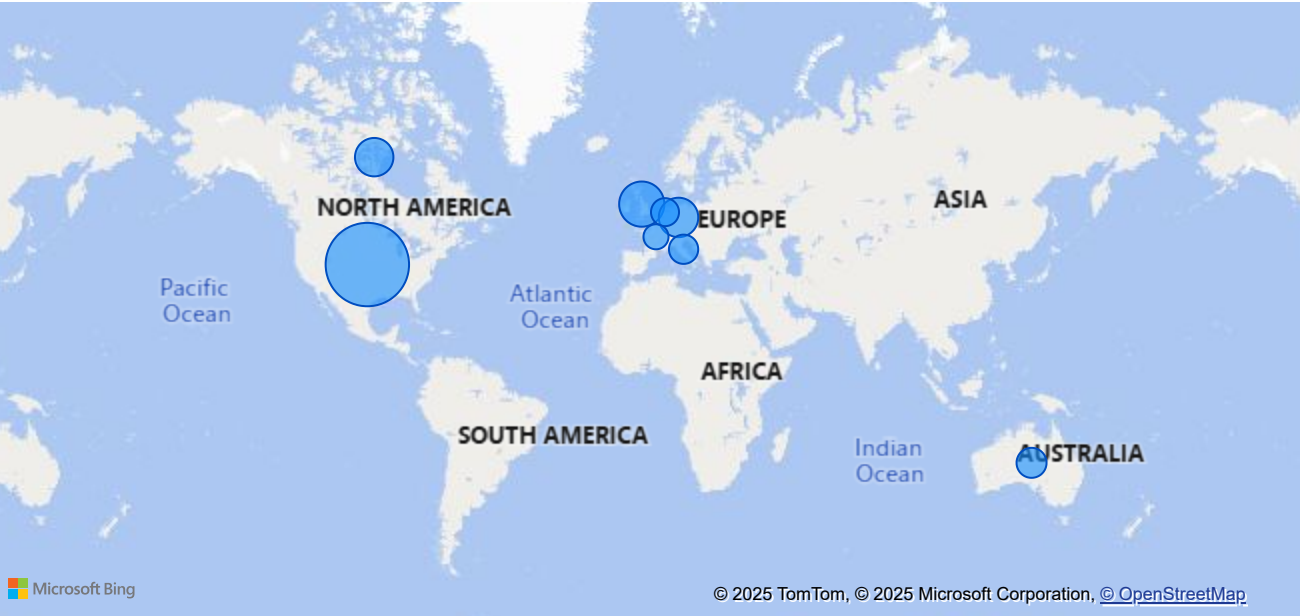 NORTH AMERICA
EUROPE
ASIA
Pacific
Ocean
Atlantic
Ocean
AFRICA
SOUTH AMERICA
Indian
Ocean
AUSTRALIA
Microsoft Bing
© 2025 TomTom, © 2025 Microsoft Corporation, © OpenStreetMap